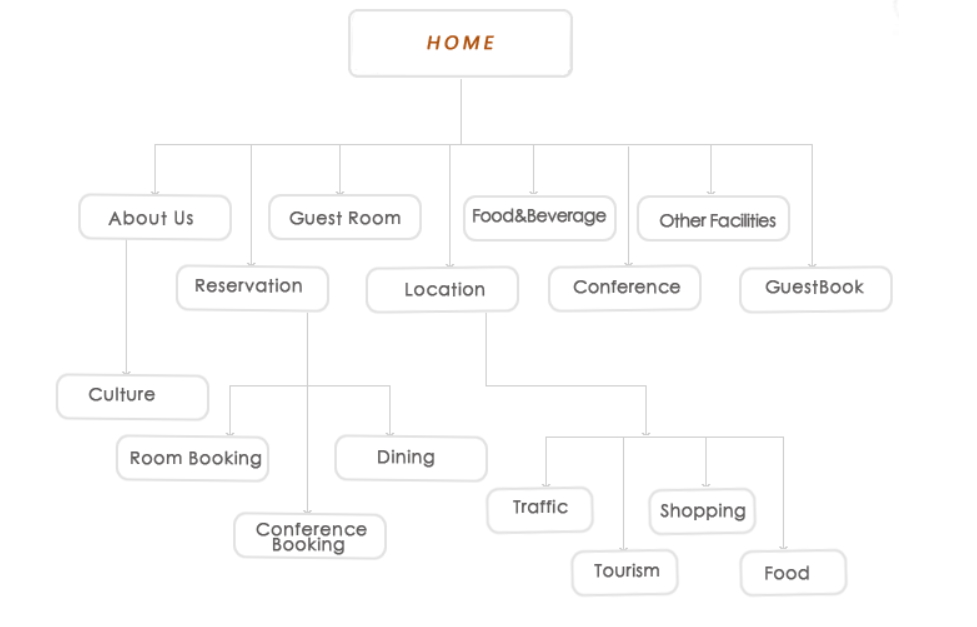 HOME
About Us
Guest Room
Food&Beverage
Other Facilities
Reservation
Location
Conference
GuestBook
Culture
Room Booking
Dining
Conference
Booking
Traffic
Shopping
Tourism
Food